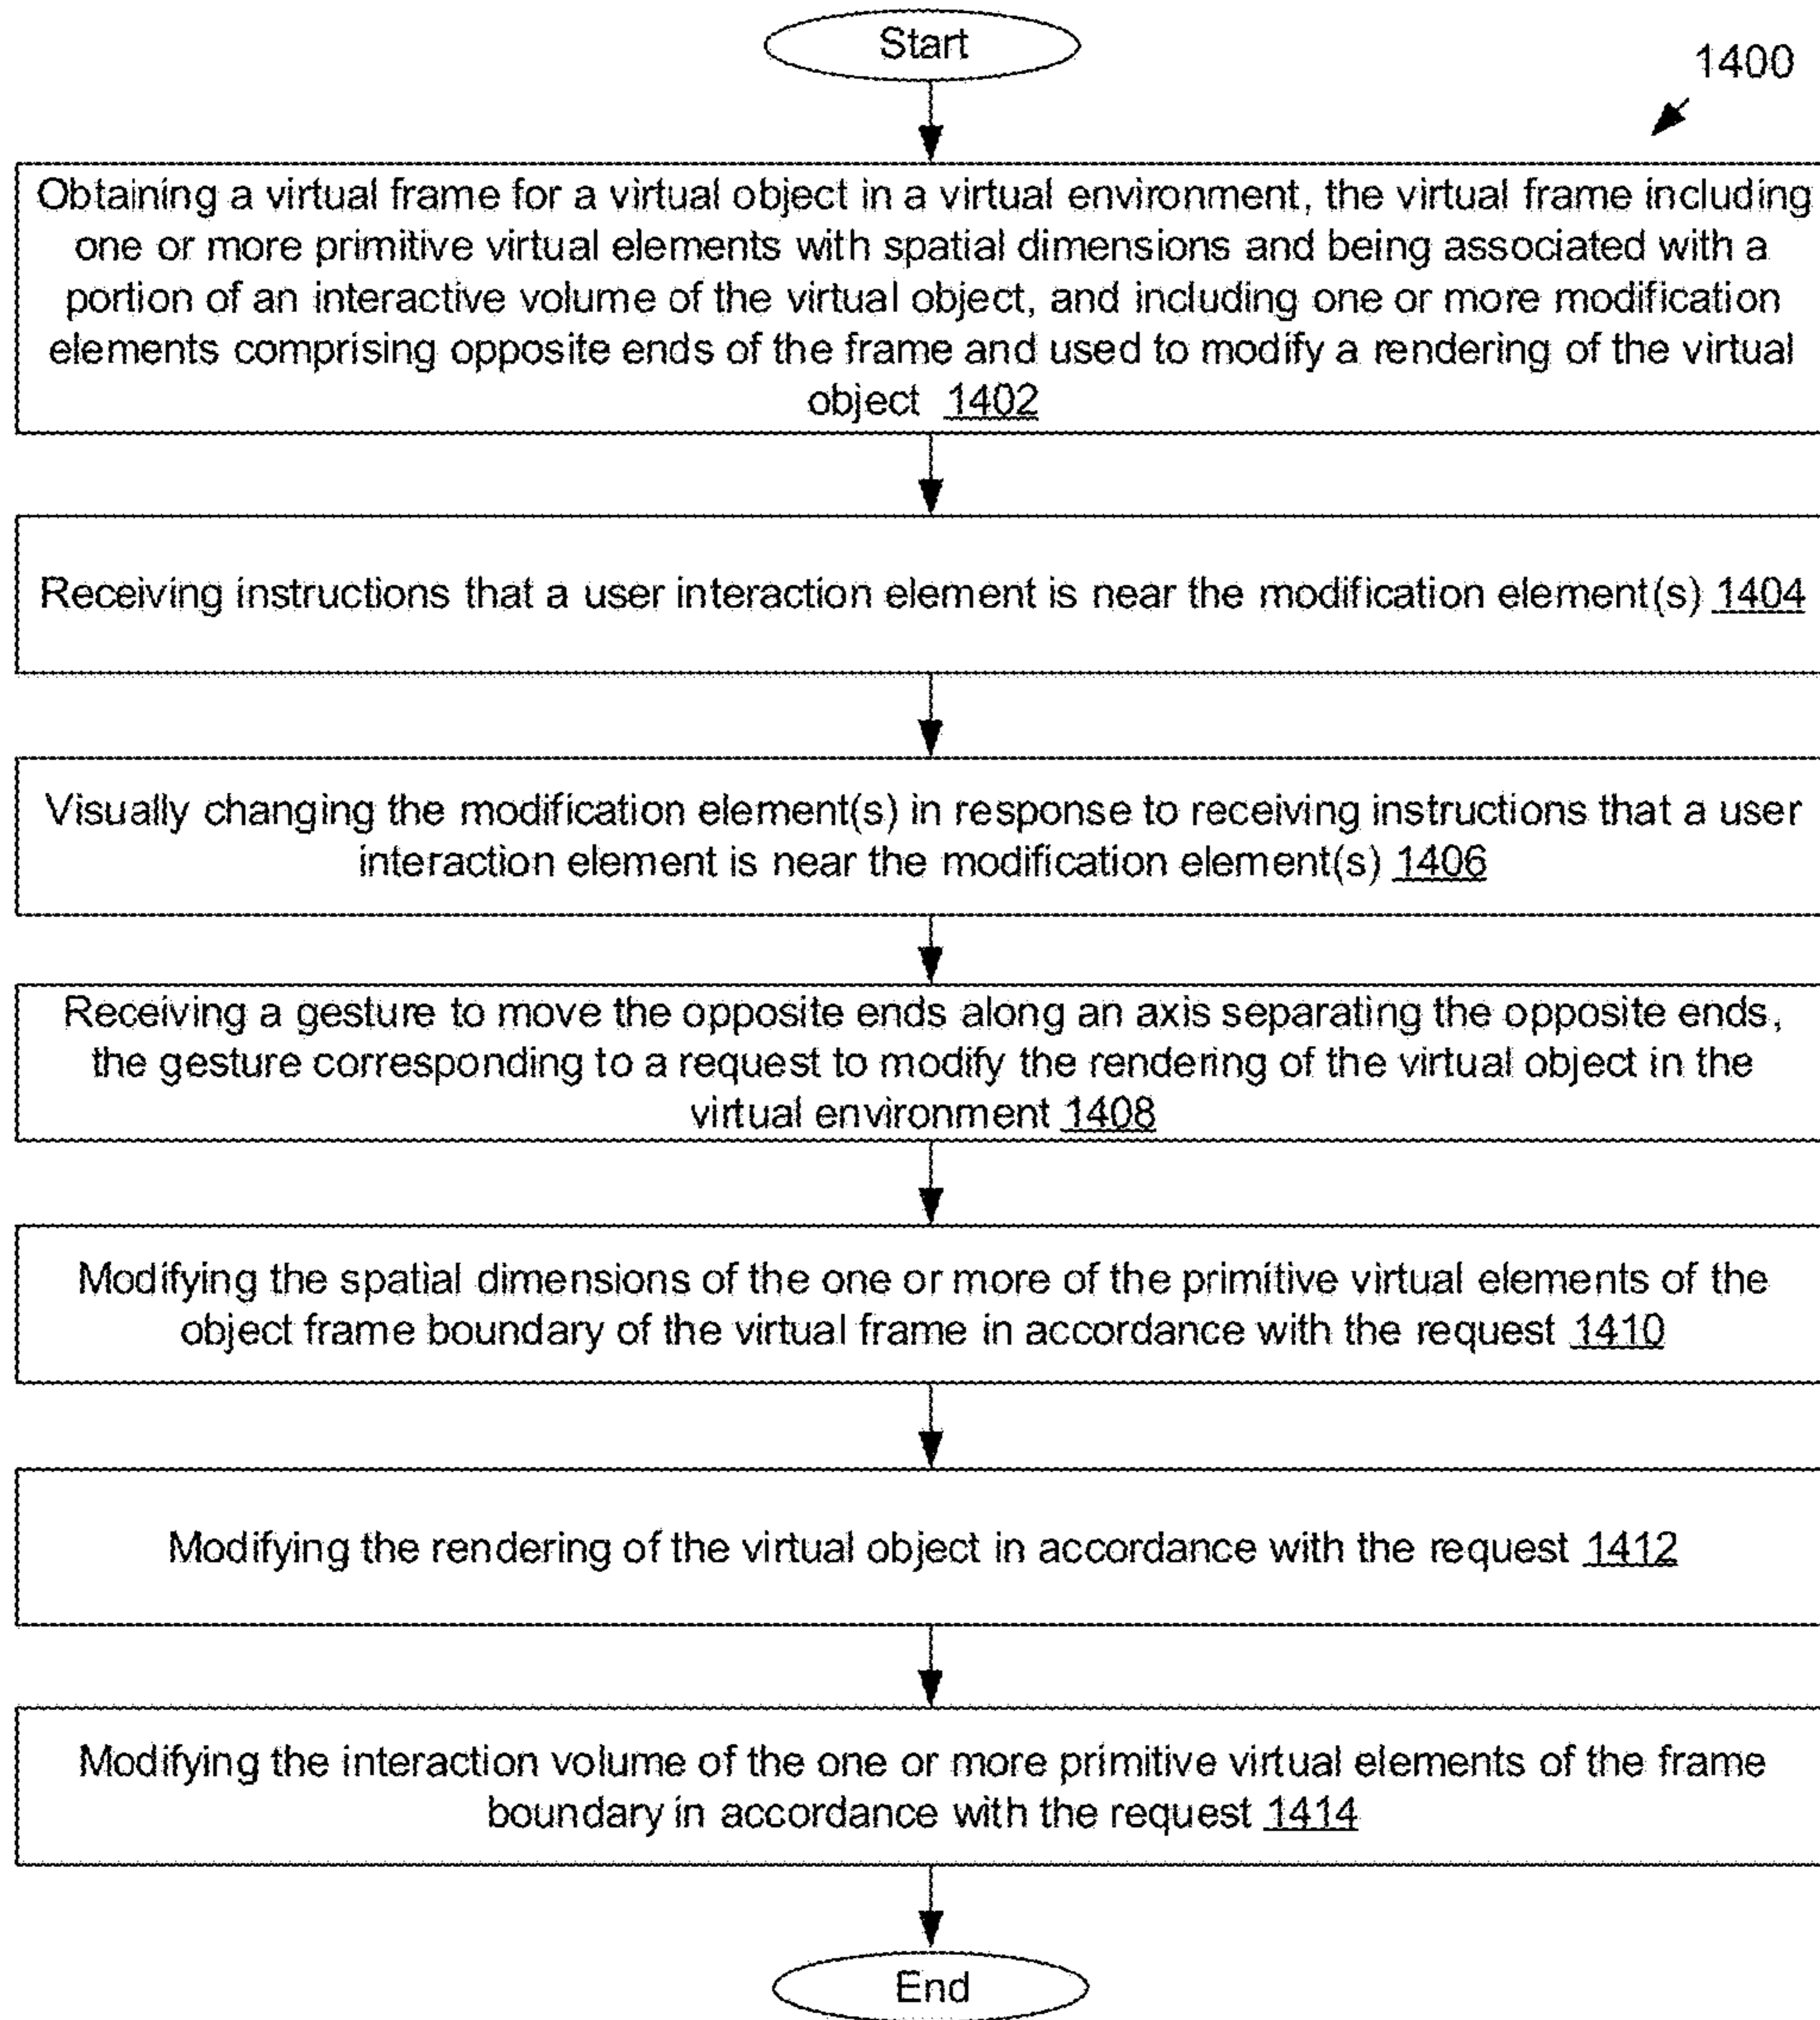 Start
1400
Obtaining a virtual frame for a virtual object in a virtual environment, the virtual frame including
one or more primitive virtual elements with spatial dimensions and being associated with a
portion of an interactive volume of the virtual object, and including one or more modification
elements comprising opposite ends of the frame and used to modify a rendering of the virtual
object 1402
Receiving instructions that a user interaction element is near the modification element(s) 1404
Visually changing the modification element(s) in response to receiving instructions that a user
interaction element is near the modification element(s) 1406
Receiving a gesture to move the opposite ends along an axis separating the opposite ends,
the gesture corresponding to a request to modify the rendering of the virtual object in the
virtual environment 1408
Modifying the spatial dimensions of the one or more of the primitive virtual elements of the
object frame boundary of the virtual frame in accordance with the request 1410
Modifying the rendering of the virtual object in accordance with the request 1412
Modifying the interaction volume of the one or more primitive virtual elements of the frame
boundary in accordance with the request 1414
End